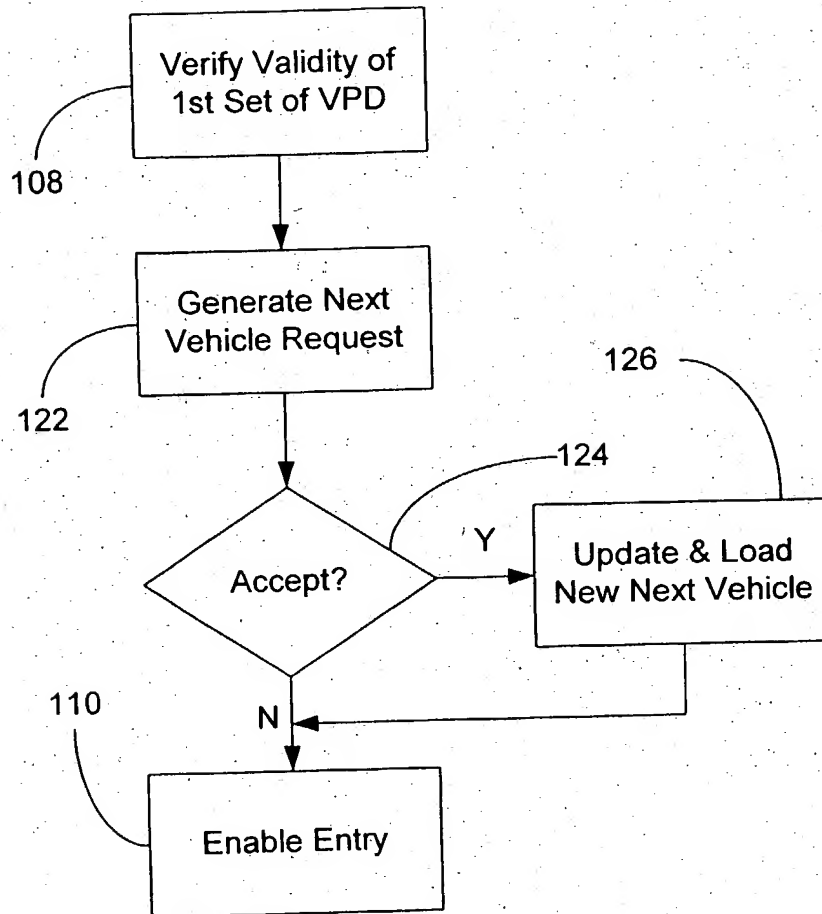 Verify Validity of
1st Set of VPD
108
Generate Next
Vehicle Request
122
126
124
Accept?
Y
Update & Load
New Next Vehicle
110
N
Enable Entry